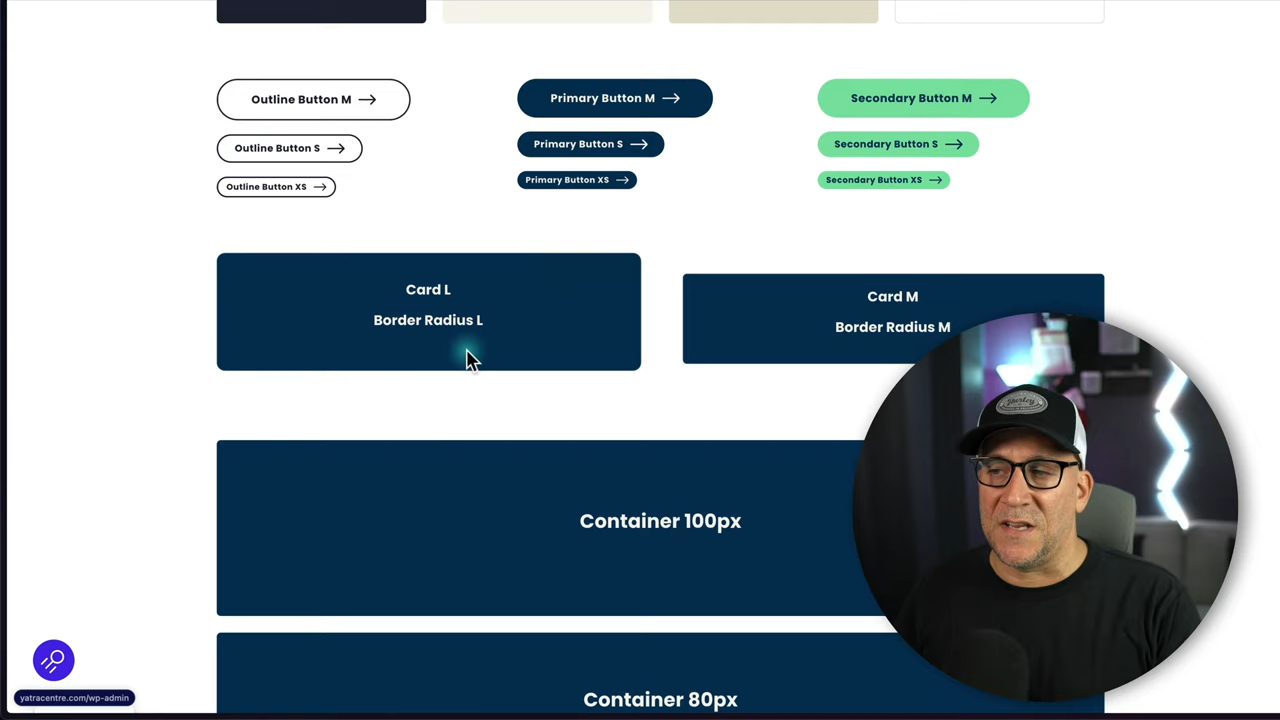 Outline Button M
Primary Button M
Secondary Button M
Outline Button S
Primary Button S
Secondary Button S
Outline Button XS
Primary Button XS
Secondary Button XS
Card L
Border Radius L
Card M
Border Radius M
Container 100px
Container 80px
yatracentre.com/wp-admin